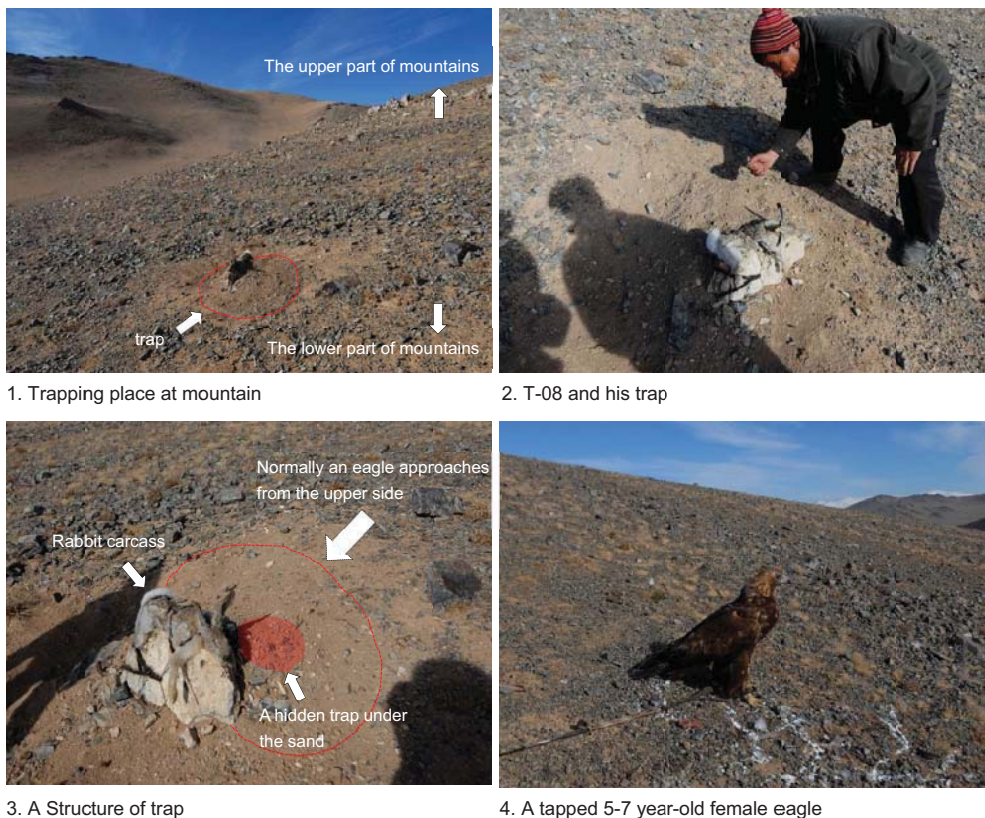 The upper part of mountains
trap
The lower part of mountains
1. Trapping place at mountain
2. T-08 and his trap
Normally an eagle approaches
from the upper side
Rabbit carcass
A hidden trap under
the sand
3. A Structure of trap
4. A tapped 5-7 year-old female eagle